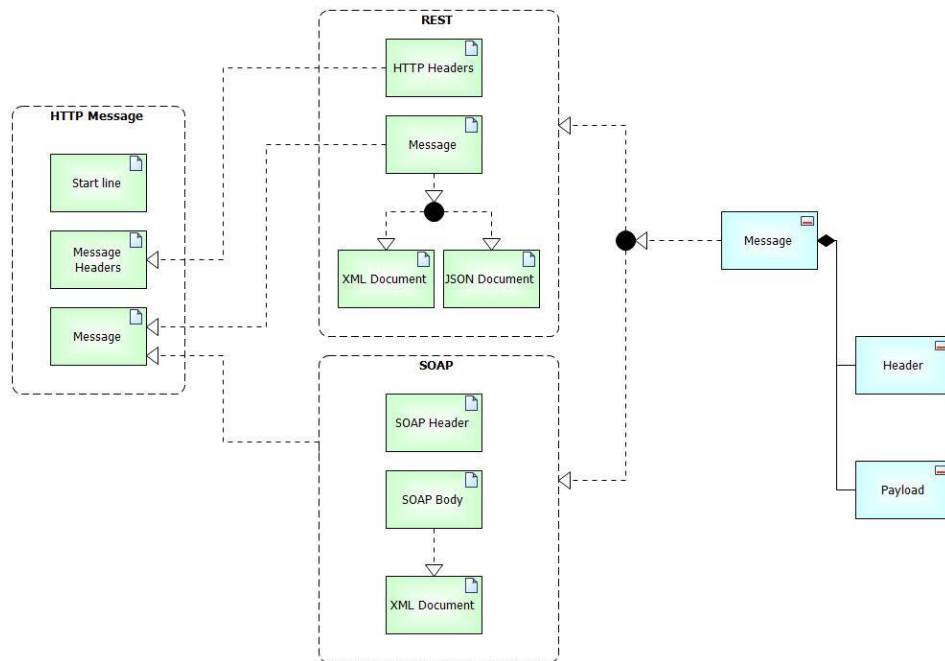 REST
HTTP Headers
HTTP Message
Message
Start line
Message
Message
Headers
XML Document
JSON Document
Message
SOAP
Header
SOAP Header
SOAP Body
Payload
XML Document